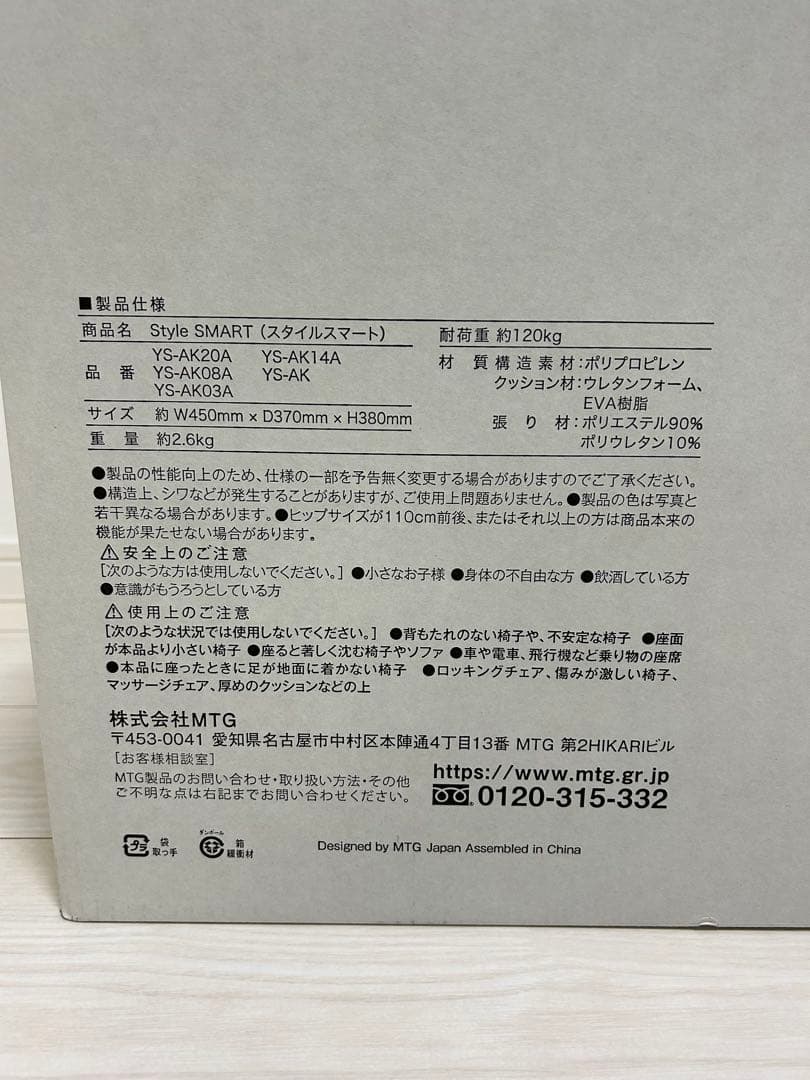 ■製品仕様
商品名 Style SMART（スタイルスマート）
品番 YS-AK20A YS-AK14A
YS-AK08A YS-AK
YS-AK03A
サイズ 約 W450mm × D370mm × H380mm
重量 約2.6kg
耐荷重 約120kg
材質 構造素材：ポリプロピレン
クッション材：ウレタンフォーム、
EVA樹脂
張り材：ポリエステル90%
ポリウレタン10%
●製品の性能向上のため、仕様の一部を予告無く変更する場合がありますのでご了承ください。
●構造上、シワなどが発生することがありますが、ご使用上問題ありません。●製品の色は写真と
若干異なる場合があります。●ヒップサイズが110cm前後、またはそれ以上の方は商品本来の
機能が果たせない場合があります。
⚠安全上のご注意
[次のような方は使用しないでください。] ●小さなお子様 ●身体の不自由な方 ●飲酒している方
●意識がもうろうとしている方
⚠使用上のご注意
[次のような状況では使用しないでください。] ●背もたれのない椅子や、不安定な椅子 ●座面
が本品より小さい椅子 ●座ると著しく沈む椅子やソファ ●車や電車、飛行機など乗り物の座席
●本品に座ったときに足が地面に着かない椅子 ●ロッキングチェア、傷みが激しい椅子、
マッサージチェア、厚めのクッションなどの上
株式会社MTG
〒453-0041 愛知県名古屋市中村区本陣通4丁目13番 MTG 第2HIKARIビル
[お客様相談室]
MTG製品のお問い合わせ・取り扱い方法・その他
ご不明な点は右記までお問い合わせください。
https://www.mtg.gr.jp
0120-315-332
プラ 袋
取っ手
ダンボール 箱
緩衝材
Designed by MTG Japan Assembled in China